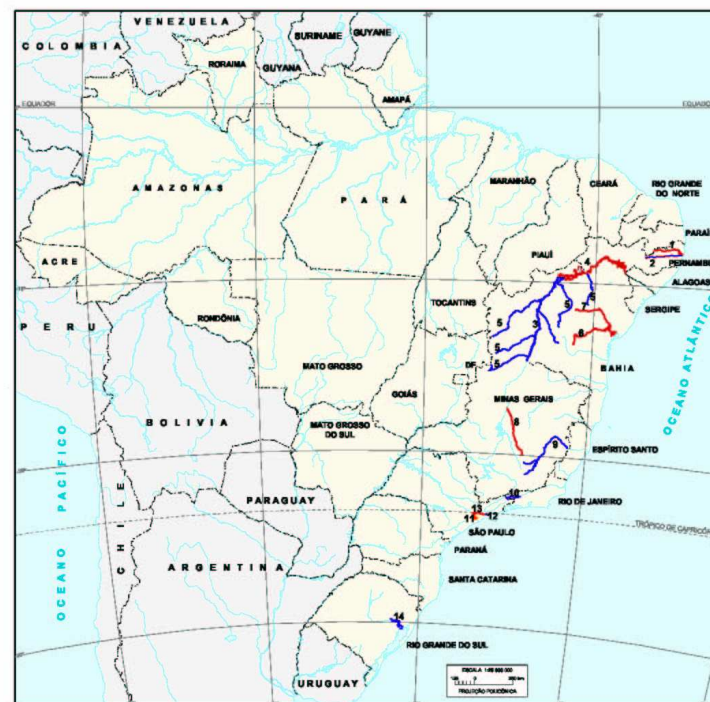 VENEZUELA
COLOMBIA
SURINAME
GUYANE
GUYANA
RORAIMA
AMAPÁ
EQUADOR
EQUADOR
AMAZONAS
PARÁ
MARANHÃO
CEARÁ
RIO GRANDE
DO NORTE
PARAÍ
PIAUÍ
PERNAMB
ACRE
ALAGOAS
TOCANTINS
SERGIPE
RONDÔNIA
PERU
BAHIA
OCEANO ATLÂNTICO
MATO GROSSO
DF
GOIÁS
MINAS GERAIS
BOLIVIA
MATO GROSSO
DO SUL
ESPÍRITO SANTO
OCEANO PACÍFICO
CHILE
PARAGUAY
RIO DE JANEIRO
TRÓPICO DE CAPRICÓR
SÃO PAULO
PARANÁ
ARGENTINA
SANTA CATARINA
RIO GRANDE DO SUL
URUGUAY
1
2
4
3
5
5
5
5
7
6
8
9
10
11
12
13
14
PROJEÇÃO POLICÔNICA